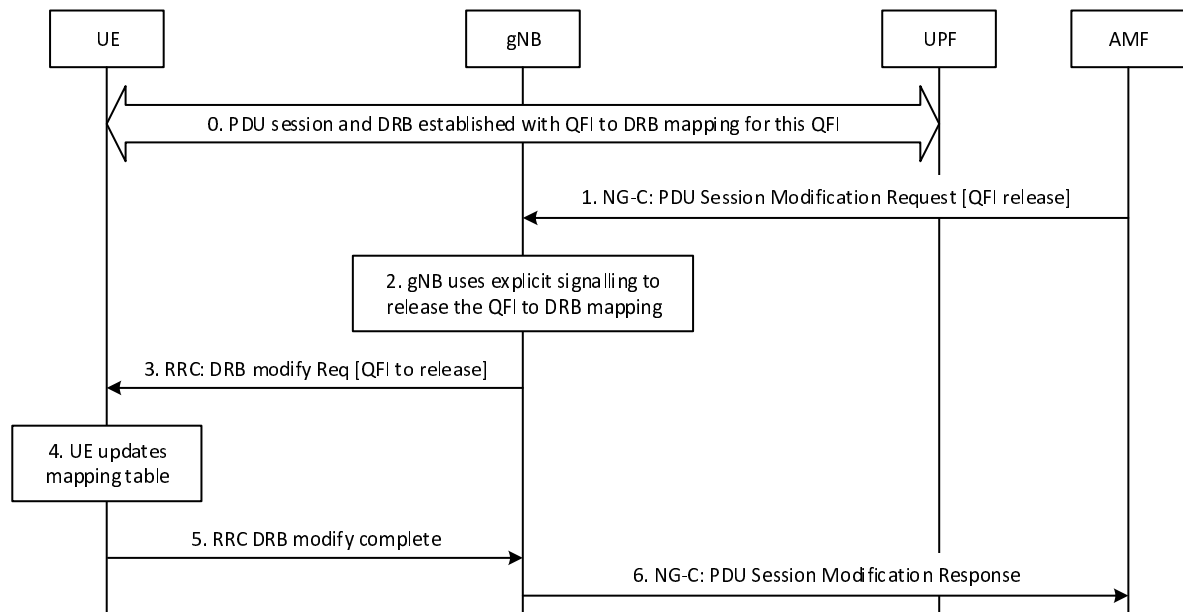 UE
gNB
UPF
AMF
0. PDU session and DRB established with QFI to DRB mapping for this QFI
1. NG-C: PDU Session Modification Request [QFI release]
2. gNB uses explicit signalling to
release the QFI to DRB mapping
3. RRC: DRB modify Req [QFI to release]
4. UE updates
mapping table
5. RRC DRB modify complete
6. NG-C: PDU Session Modification Response